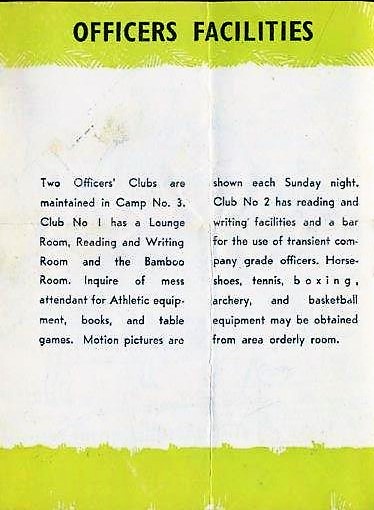 OFFICERS FACILITIES
Two Officers' Clubs are
maintained in Camp No. 3.
Club No 1 has a Lounge
Room, Reading and Writing
Room and the Bamboo
Room. Inquire of mess
attendant for Athletic equip-
ment, books, and table
games. Motion pictures are
shown each Sunday night.
Club No 2 has reading and
writing facilities and a bar
for the use of transient com-
pany grade officers. Horse-
shoes, tennis, boxing,
archery, and basketball
equipment may be obtained
from area orderly room.